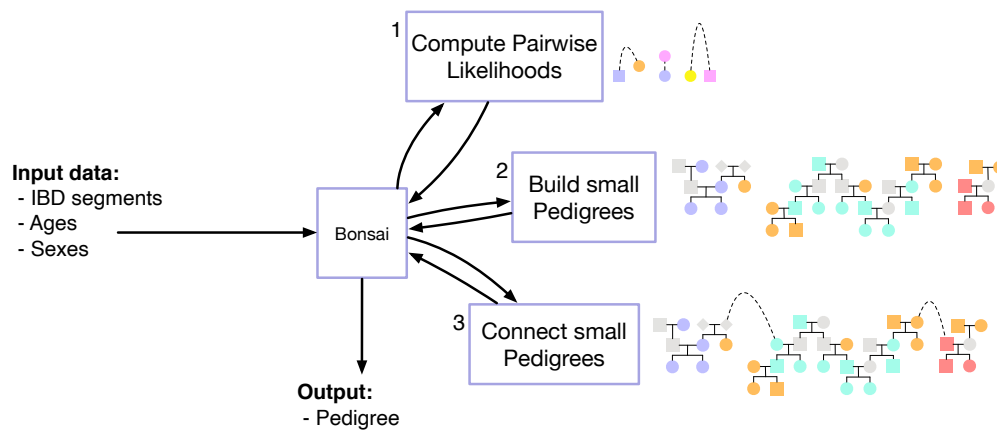 1
Compute Pairwise
Likelihoods
Input data:
- IBD segments
- Ages
- Sexes
2
Build small
Pedigrees
Bonsai
3
Connect small
Pedigrees
Output:
- Pedigree